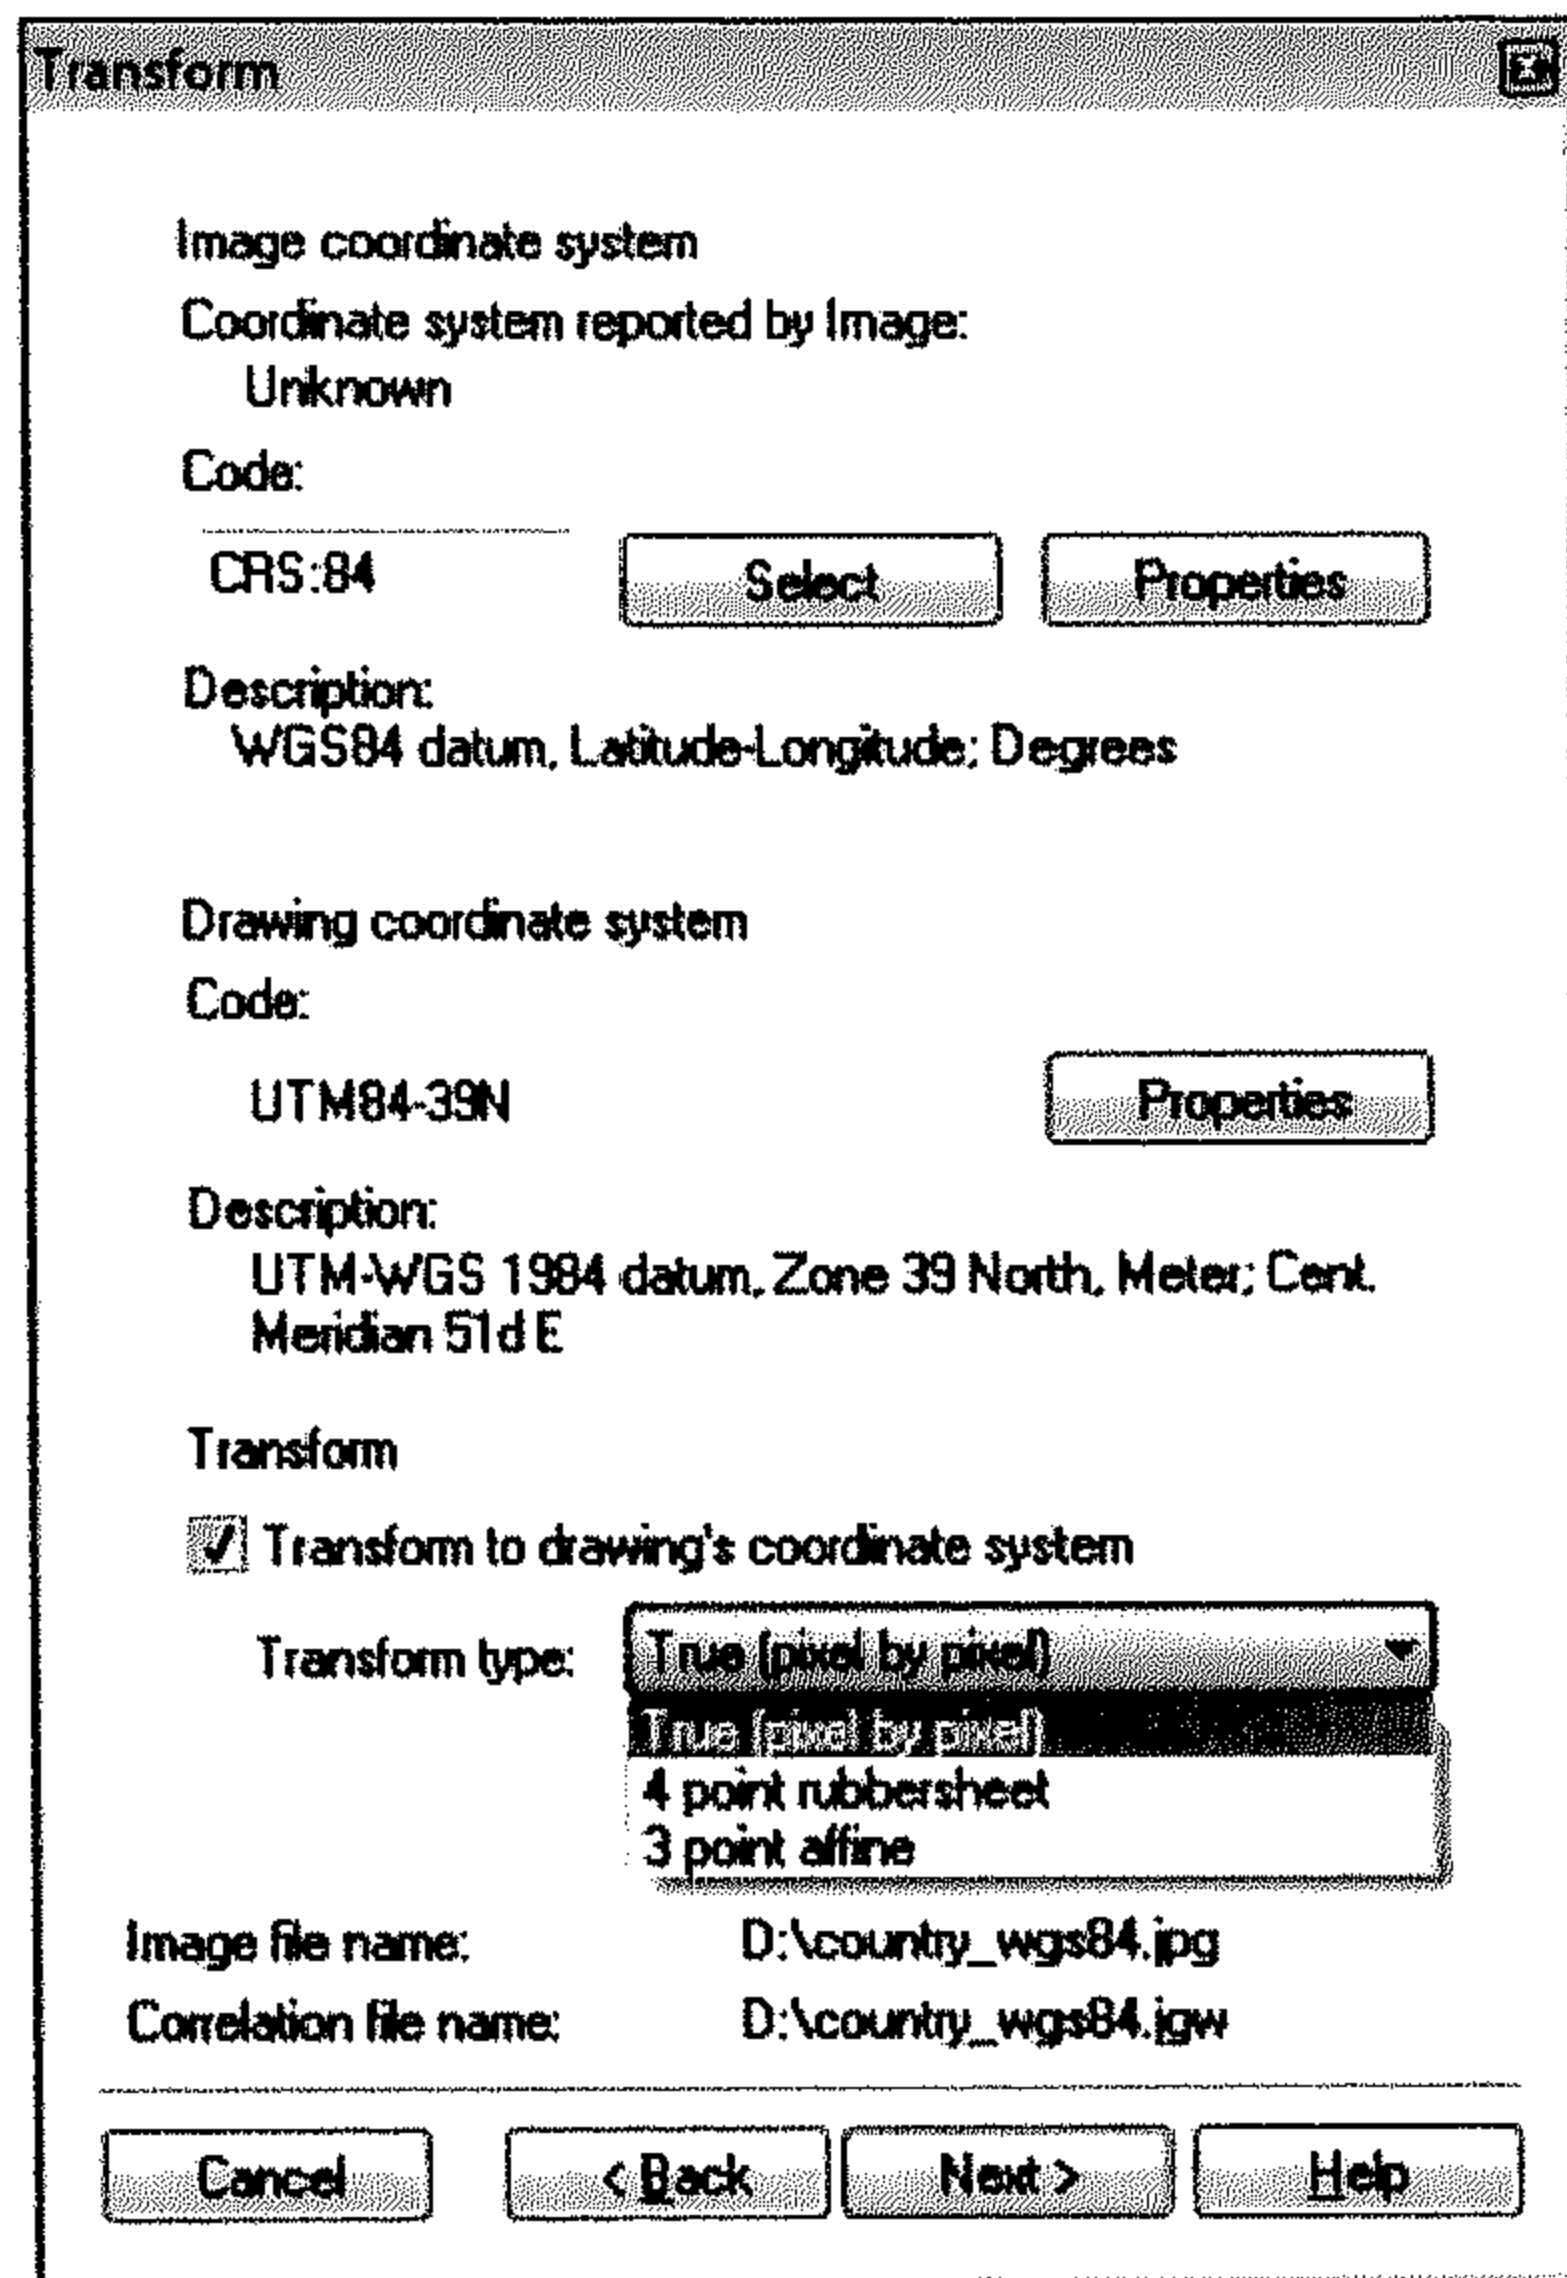 Transform
Image coordinate system
Coordinate system reported by Image:
Unknown
Code:
CRS:84 Select Properties
Description:
WGS84 datum, Latitude-Longitude; Degrees
Drawing coordinate system
Code:
UTM84-39N Properties
Description:
UTM-WGS 1984 datum, Zone 39 North, Meter; Cent.
Meridian 51d E
Transform
✓ Transform to drawing's coordinate system
Transform type: True (pixel by pixel)
True (pixel by pixel)
4 point rubbersheet
3 point affine
Image file name: D:\country_wgs84.jpg
Correlation file name: D:\country_wgs84.jgw
Cancel < Back Next > Help